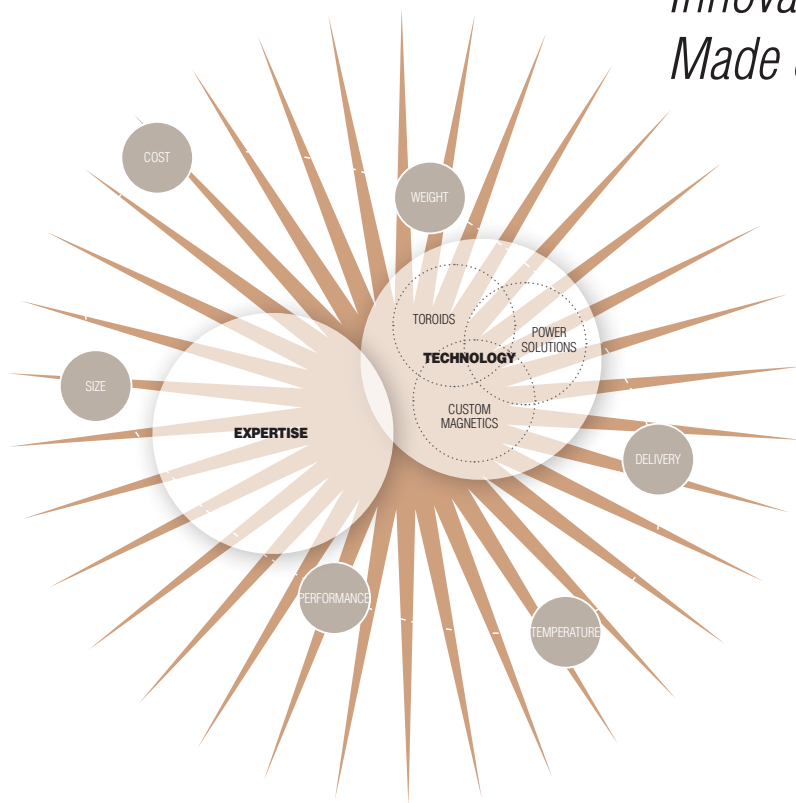 Made
COST
WEIGHT
TOROIDS
POWER
SOLUTIONS
TECHNOLOGY
SIZE
CUSTOM
MAGNETICS
EXPERTISE
DELIVERY
PERFORMANCE
TEMPERATURE